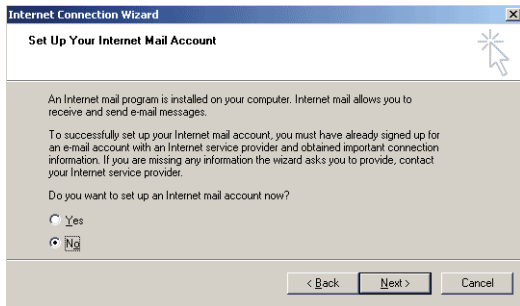 Internet Connection Wizard
Set Up Your Internet Mail Account
An Internet mail program is installed on your computer. Internet mail allows you to
receive and send e-mail messages.
To successfully set up your Internet mail account, you must have already signed up for
an e-mail account with an Internet service provider and obtained important connection
information. If you are missing any information the wizard asks you to provide, contact
your Internet service provider.
Do you want to set up an Internet mail account now?
Yes
No
< Back Next > Cancel